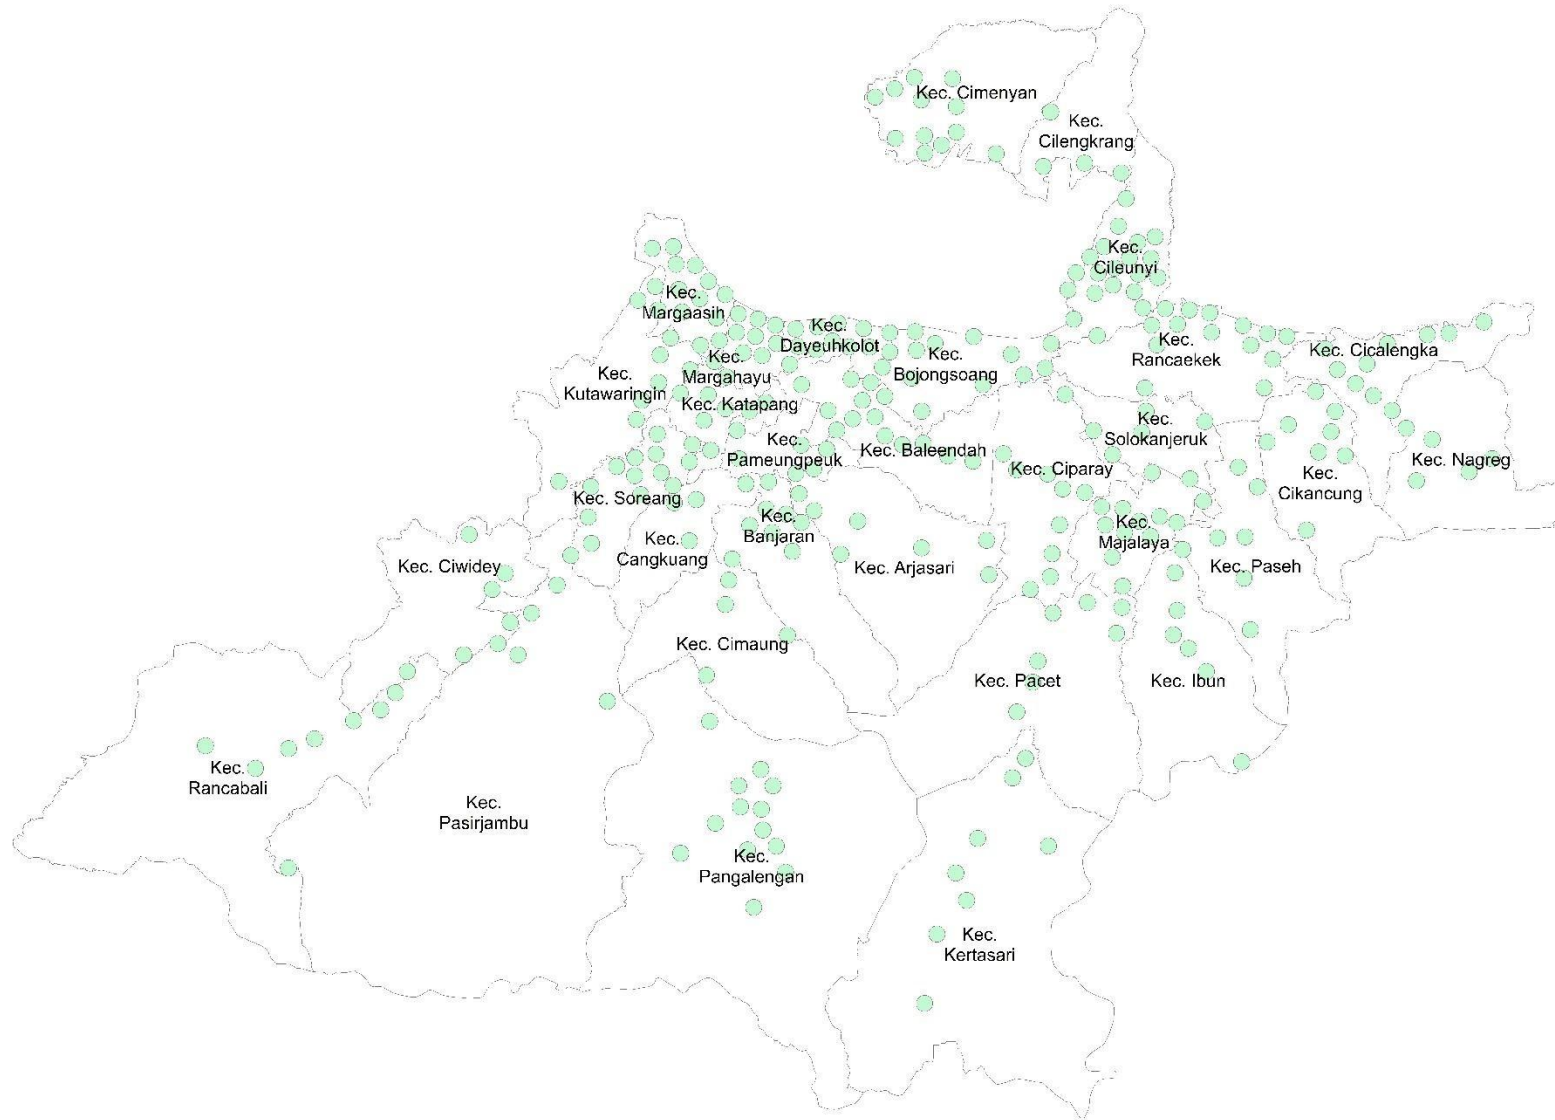 Kec. Cimenyan
Kec.
Cilengkrang
Kec.
Cileunyi
Kec.
Margaasih
Kec.
Dayeuhkolot
Kec.
Rancaekek
Kec. Cicalengka
Kec.
Bojongsoang
Kec.
Margahayu
Kec.
Kutawaringin
Kec. Katapang
Kec.
Solokanjeruk
Kec.
Pameungpeuk
Kec. Baleendah
Kec. Ciparay
Kec. Nagreg
Kec.
Cikancung
Kec. Soreang
Kec.
Banjaran
Kec.
Majalaya
Kec.
Cangkuang
Kec. Ciwidey
Kec. Arjasari
Kec. Paseh
Kec. Cimaung
Kec. Pacet
Kec. Ibun
Kec.
Rancabali
Kec.
Pasirjambu
Kec.
Pangalengan
Kec.
Kertasari